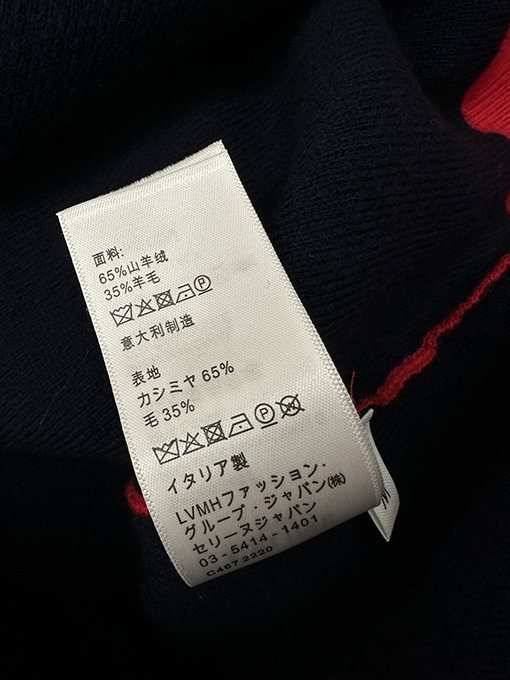 面料:
65%山羊绒
35%羊毛
意大利制造
表地
カシミヤ 65%
毛 35%
イタリア製
LVMHファッション・
グループ・ジャパン(株)
セリーヌジャパン
03-5414-1401
C467 2220